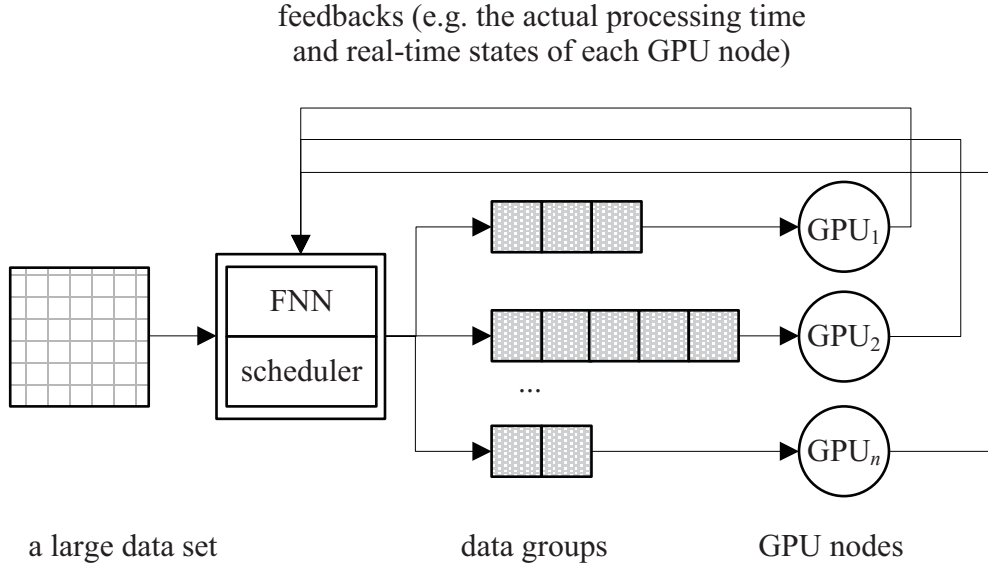 feedbacks (e.g. the actual processing time
and real-time states of each GPU node)
GPU₁
FNN
scheduler
GPU₂
...
GPUₙ
a large data set
data groups
GPU nodes